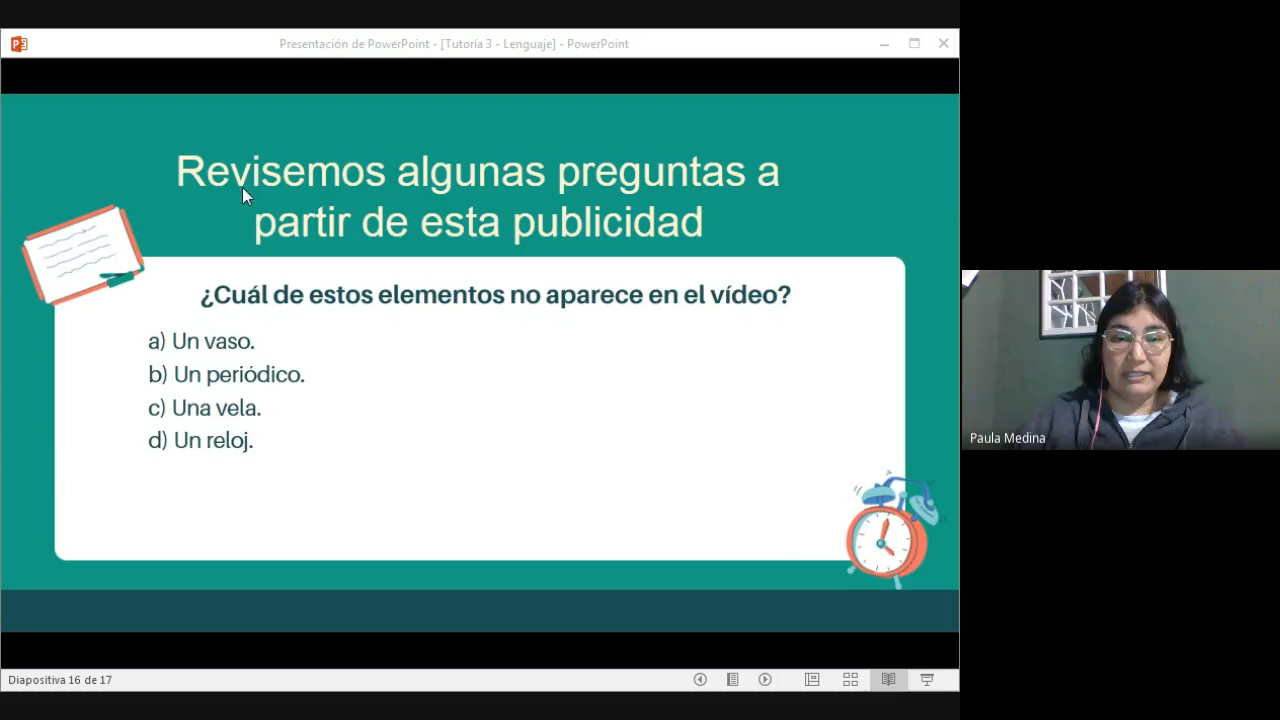 Presentación de PowerPoint - [Tutoría 3 - Lenguaje] - PowerPoint
Revisemos algunas preguntas a
partir de esta publicidad
¿Cuál de estos elementos no aparece en el vídeo?
a) Un vaso.
b) Un periódico.
c) Una vela.
d) Un reloj.
Paula Medina
Diapositiva 16 de 17